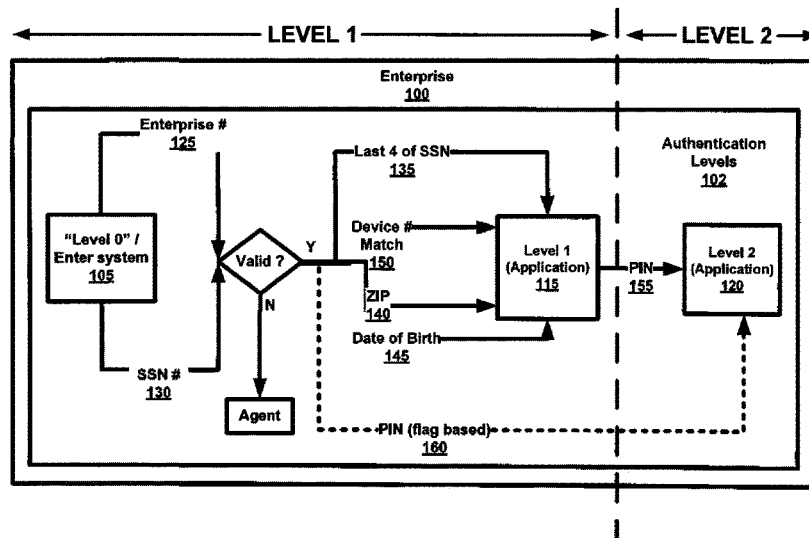 LEVEL 1
LEVEL 2
Enterprise
100
Enterprise #
125
Last 4 of SSN
135
Authentication
Levels
102
"Level 0" /
Enter system
105
Valid ?
Y
N
Device #
Match
150
ZIP
140
Date of Birth
145
Level 1
(Application)
115
PIN
155
Level 2
(Application)
120
SSN #
130
Agent
PIN (flag based)
160